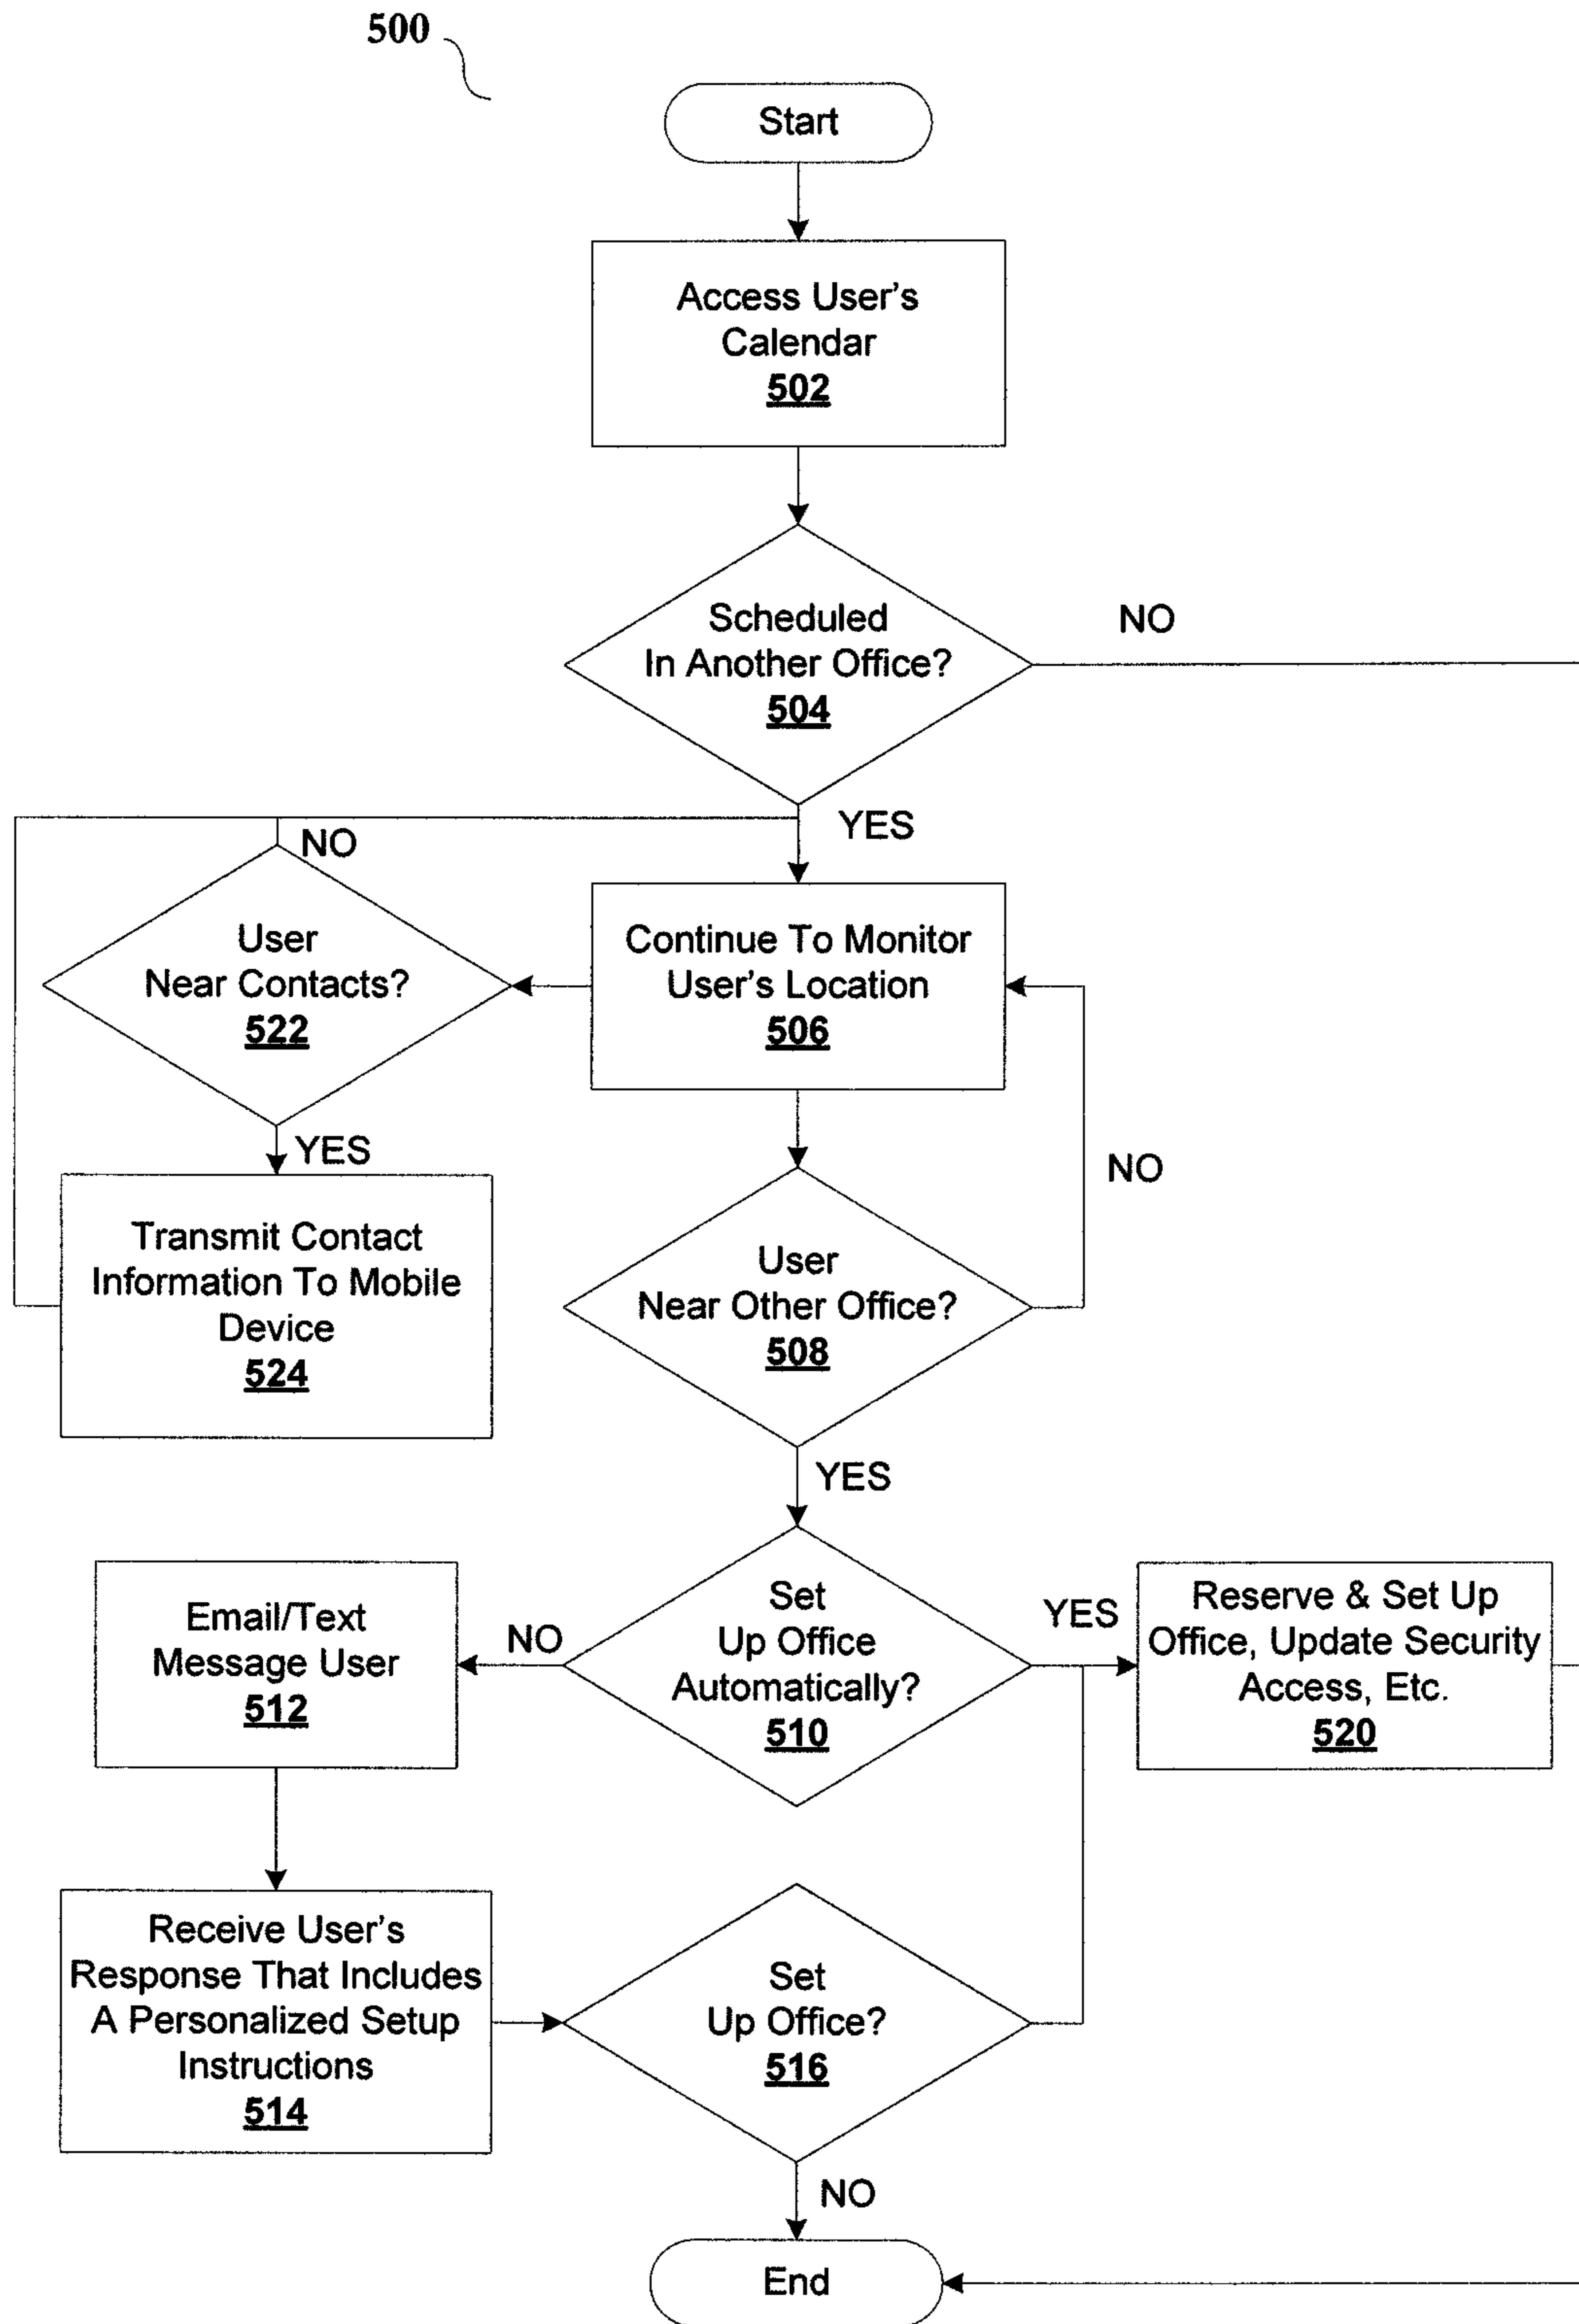 500
Start
Access User's
Calendar
502
Scheduled
In Another Office?
504
NO
YES
NO
User
Near Contacts?
522
Continue To Monitor
User's Location
506
YES
NO
Transmit Contact
Information To Mobile
Device
524
User
Near Other Office?
508
YES
Email/Text
Message User
512
NO
Set
Up Office
Automatically?
510
YES
Reserve & Set Up
Office, Update Security
Access, Etc.
520
Receive User's
Response That Includes
A Personalized Setup
Instructions
514
Set
Up Office?
516
NO
End